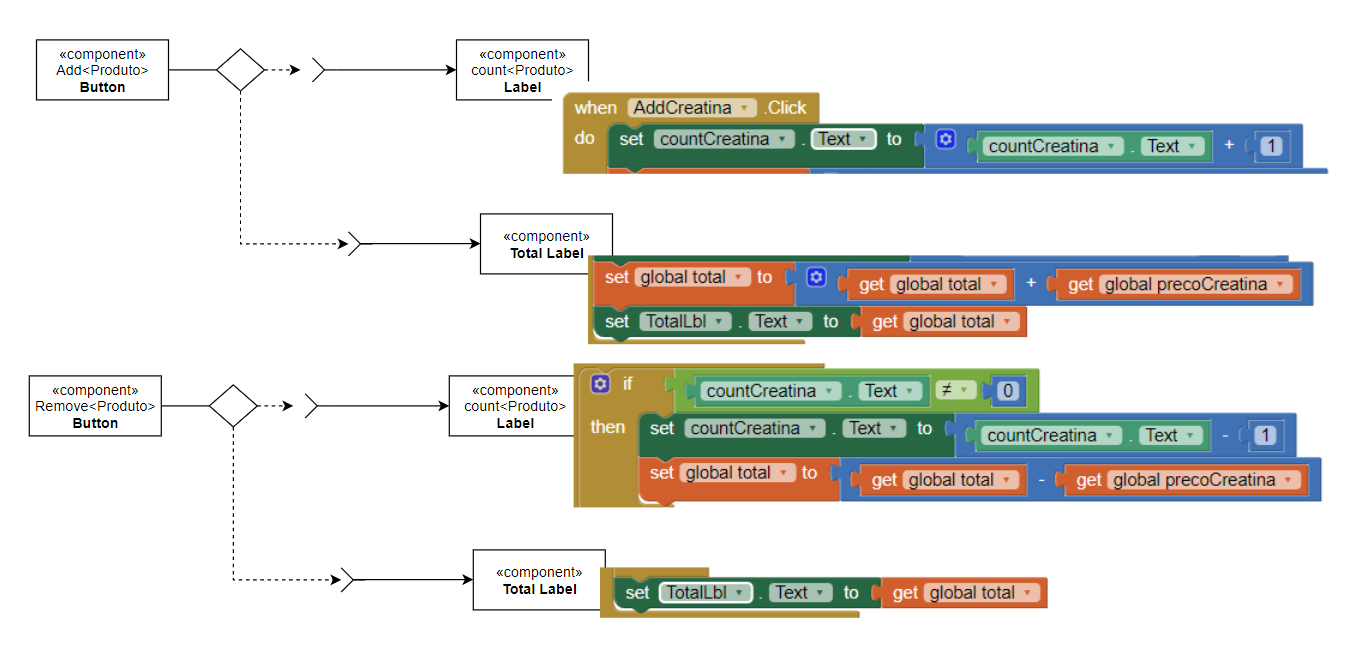 «component»
Add<Produto>
Button
«component»
count<Produto>
Label
when AddCreatina .Click
do set countCreatina . Text to countCreatina . Text + 1
«component»
Total Label
set global total to get global total + get global precoCreatina
set TotalLbl . Text to get global total
«component»
Remove<Produto>
Button
«component»
count<Produto>
Label
if countCreatina . Text ≠ 0
then set countCreatina . Text to countCreatina . Text - 1
set global total to get global total - get global precoCreatina
«component»
Total Label
set TotalLbl . Text to get global total